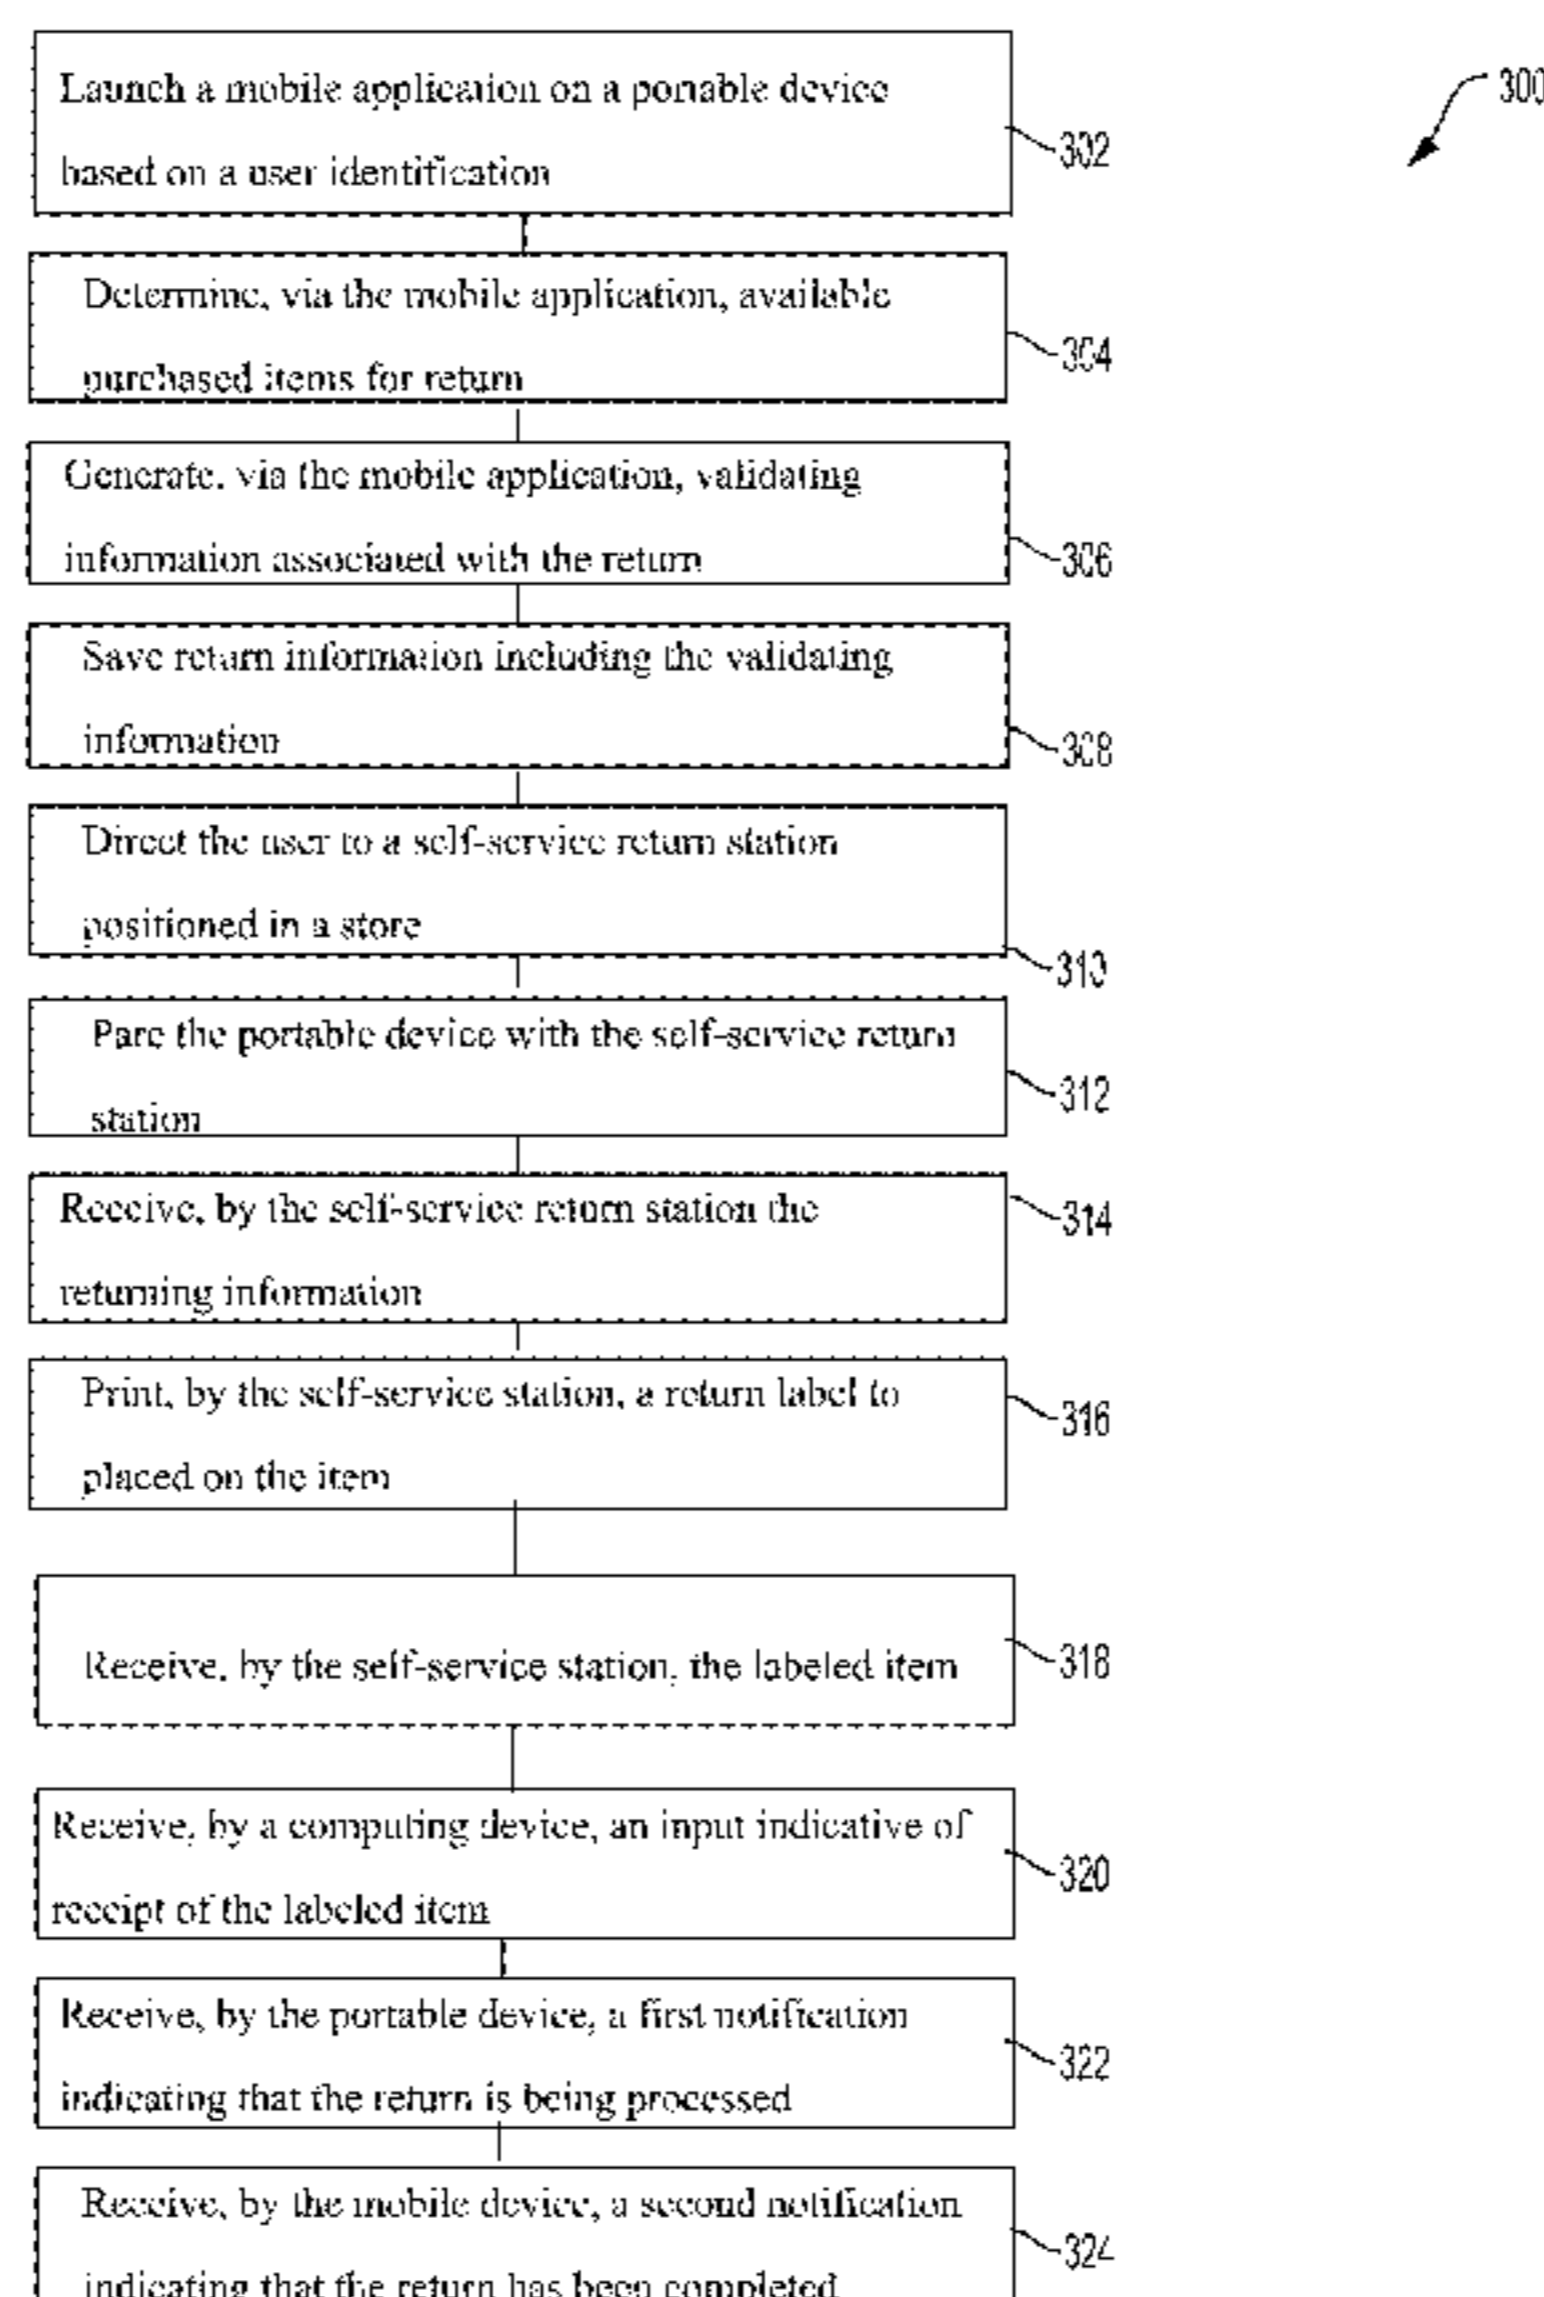 Launch a mobile application on a portable device
based on a user identification
302
300
Determine, via the mobile application, available
purchased items for return
304
Generate, via the mobile application, validating
information associated with the return
306
Save return information including the validating
information
308
Direct the user to a self-service return station
positioned in a store
310
Pare the portable device with the self-service return
station
312
Receive, by the self-service return station the
returning information
314
Print, by the self-service station, a return label to
placed on the item
316
Receive, by the self-service station, the labeled item
318
Receive, by a computing device, an input indicative of
receipt of the labeled item
320
Receive, by the portable device, a first notification
indicating that the return is being processed
322
Receive, by the mobile device, a second notification
indicating that the return has been completed
324